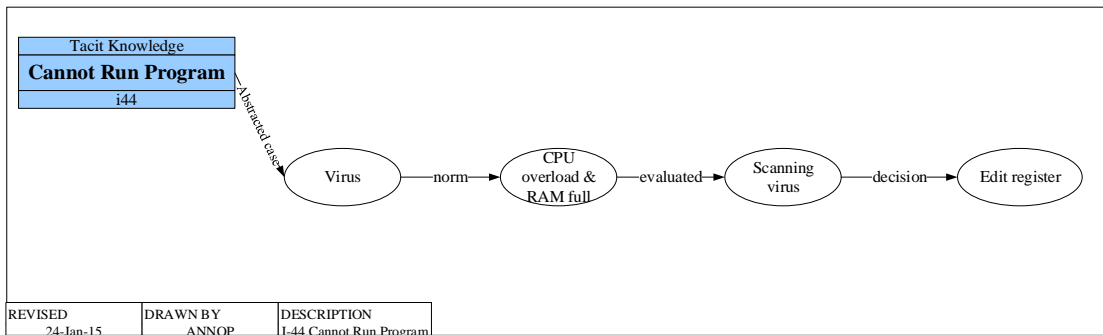 Tacit Knowledge
Cannot Run Program
i44
Abstracted case
Virus
norm
CPU
overload &
RAM full
evaluated
Scanning
virus
decision
Edit register
REVISED
24-Jan-15
DRAWN BY
ANNOP
DESCRIPTION
I-44 Cannot Run Program